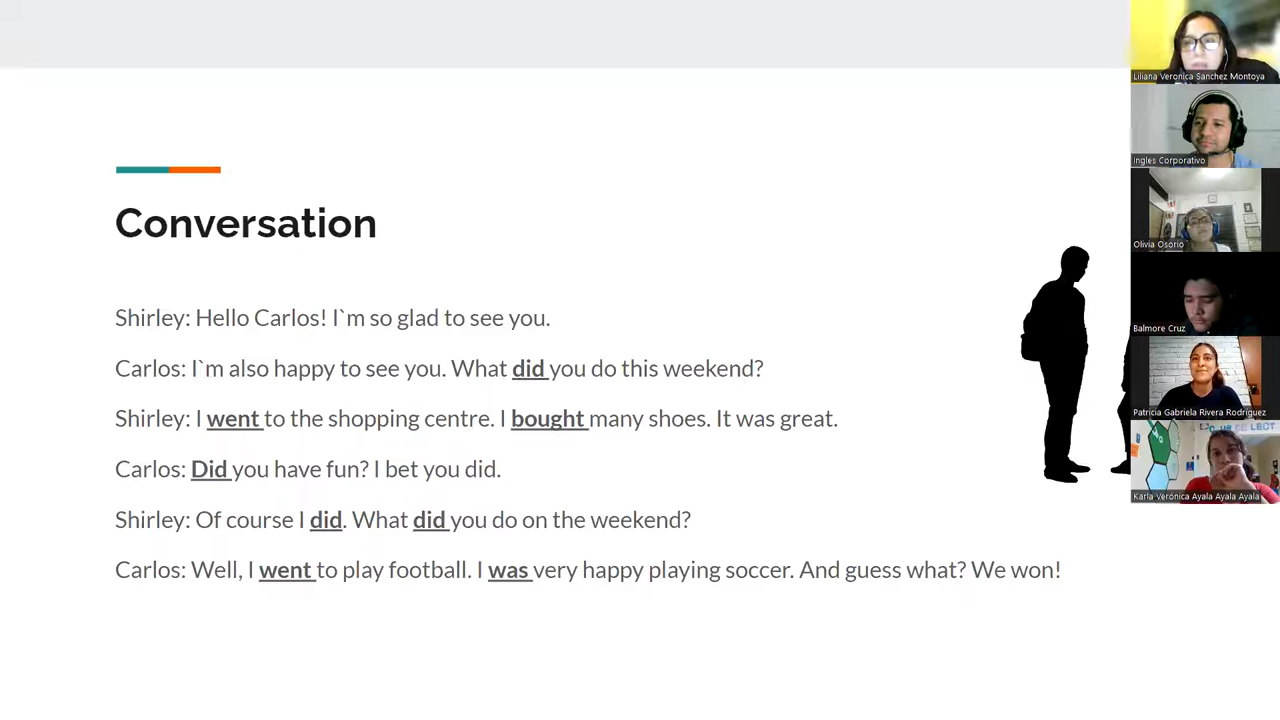 Conversation
Shirley: Hello Carlos! I`m so glad to see you.
Carlos: I`m also happy to see you. What did you do this weekend?
Shirley: I went to the shopping centre. I bought many shoes. It was great.
Carlos: Did you have fun? I bet you did.
Shirley: Of course I did. What did you do on the weekend?
Carlos: Well, I went to play football. I was very happy playing soccer. And guess what? We won!
Liliana Veronica Sanchez Montoya
Ingles Corporativo
Olivia Osorio
Balmore Cruz
Patricia Gabriela Rivera Rodríguez
Karla Verónica Ayala Ayala Ayala